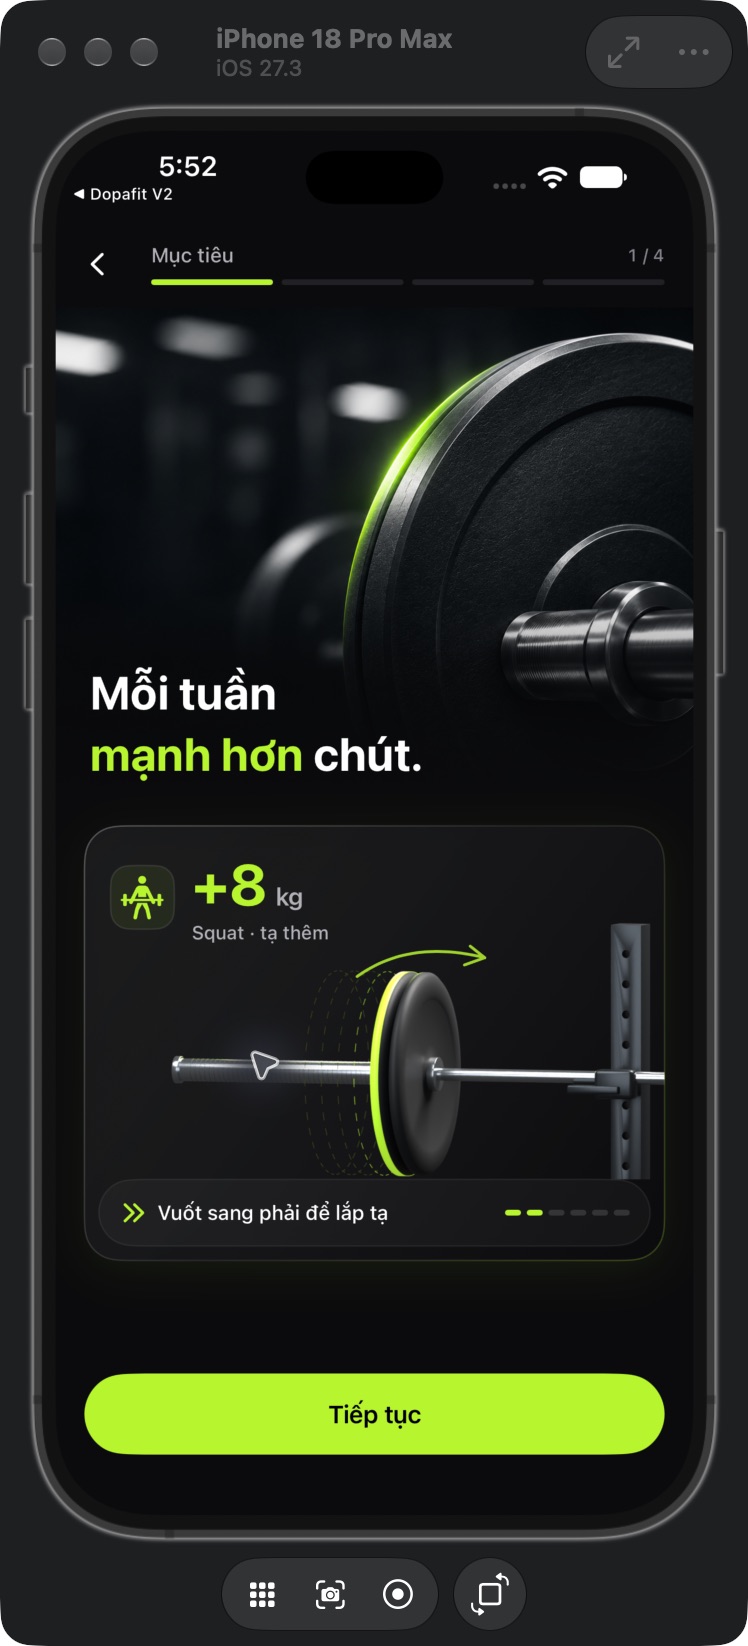 iPhone 18 Pro Max
iOS 27.3
5:52
◀ Dopafit V2
Mục tiêu
1 / 4
Mỗi tuần
mạnh hơn chút.
+8 kg
Squat · tạ thêm
Vuốt sang phải để lắp tạ
Tiếp tục